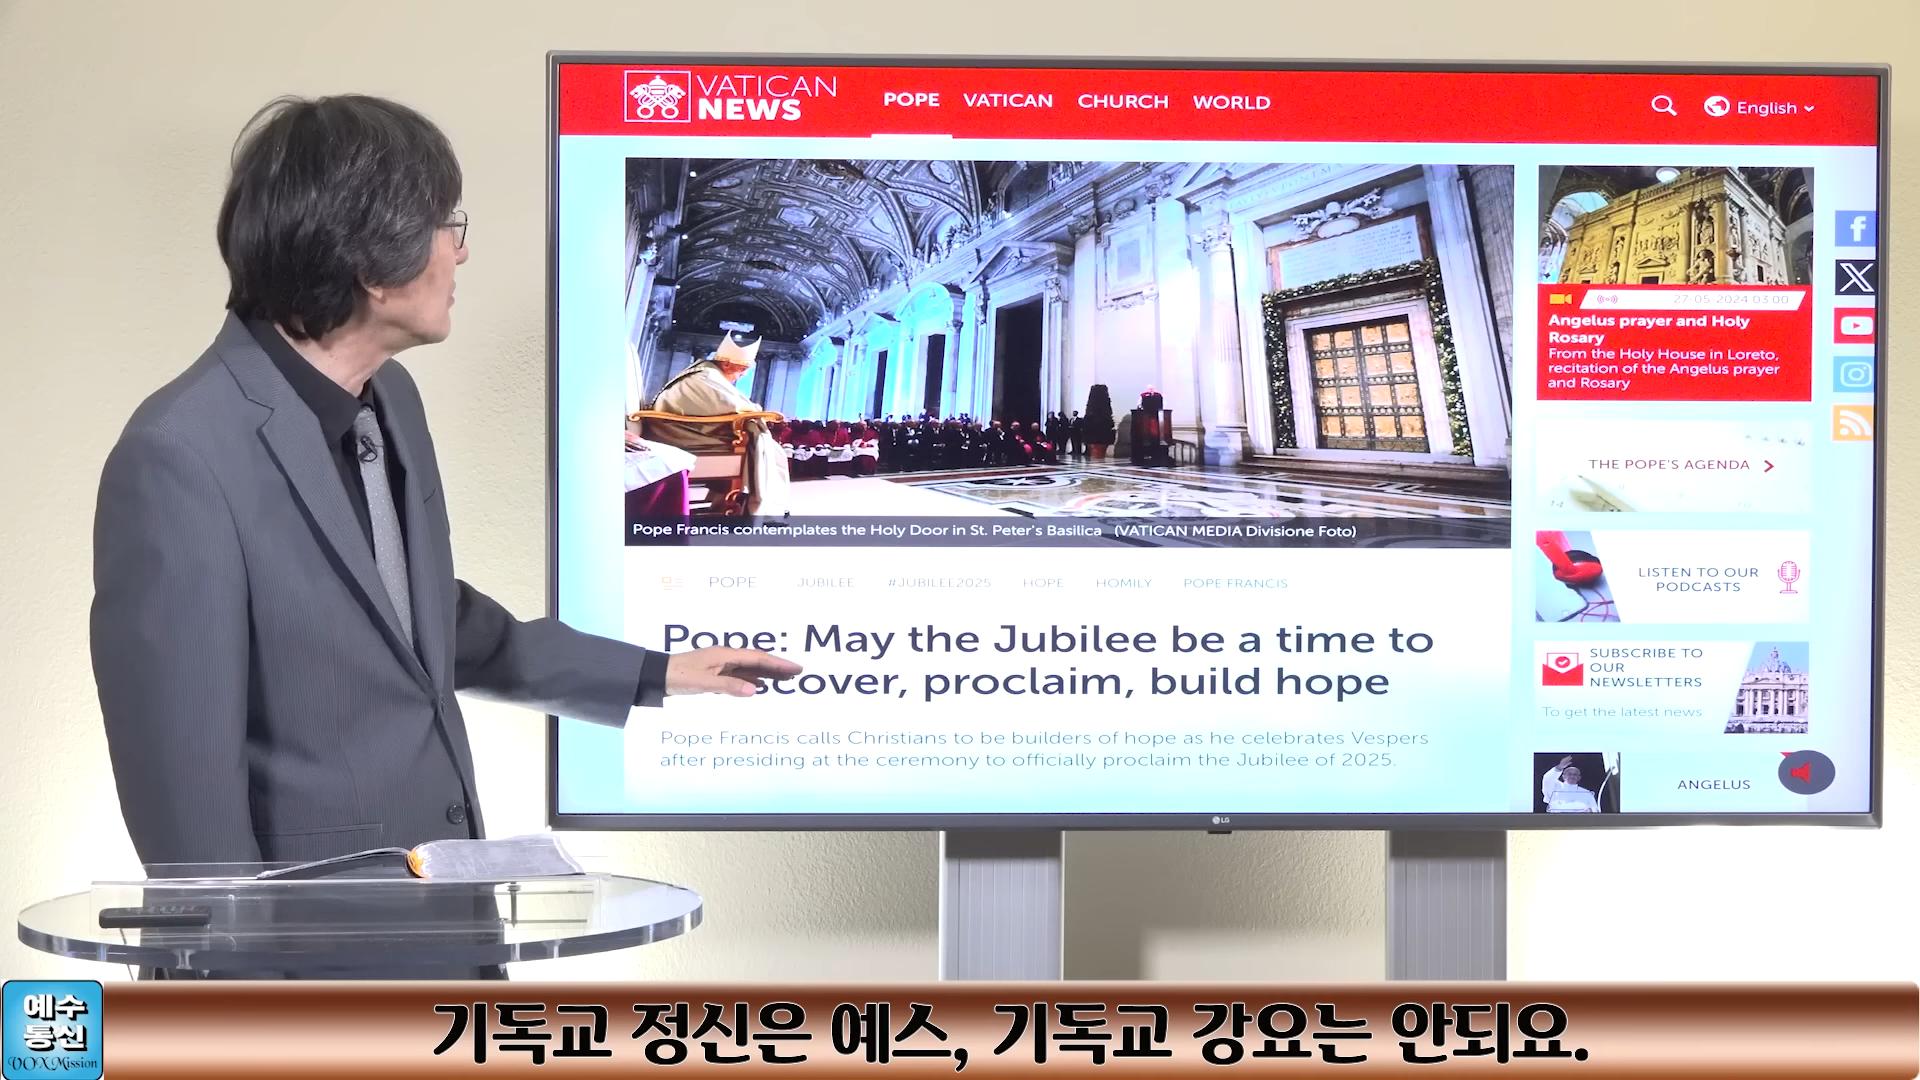 VATICAN
NEWS
POPE VATICAN CHURCH WORLD
English
Pope Francis contemplates the Holy Door in St. Peter's Basilica (VATICAN MEDIA Divisione Foto)
POPE JUBILEE #JUBILEE2025 HOPE HOMILY POPE FRANCIS
Pope: May the Jubilee be a time to
scover, proclaim, build hope
Pope Francis calls Christians to be builders of hope as he celebrates Vespers
after presiding at the ceremony to officially proclaim the Jubilee of 2025.
27-05-2024 03:00
Angelus prayer and Holy
Rosary
From the Holy House in Loreto,
recitation of the Angelus prayer
and Rosary
THE POPE'S AGENDA
14
LISTEN TO OUR
PODCASTS
SUBSCRIBE TO
OUR
NEWSLETTERS
To get the latest news
ANGELUS
LG
예수
통신
VOX Mission
기독교 정신은 예스, 기독교 강요는 안되요.